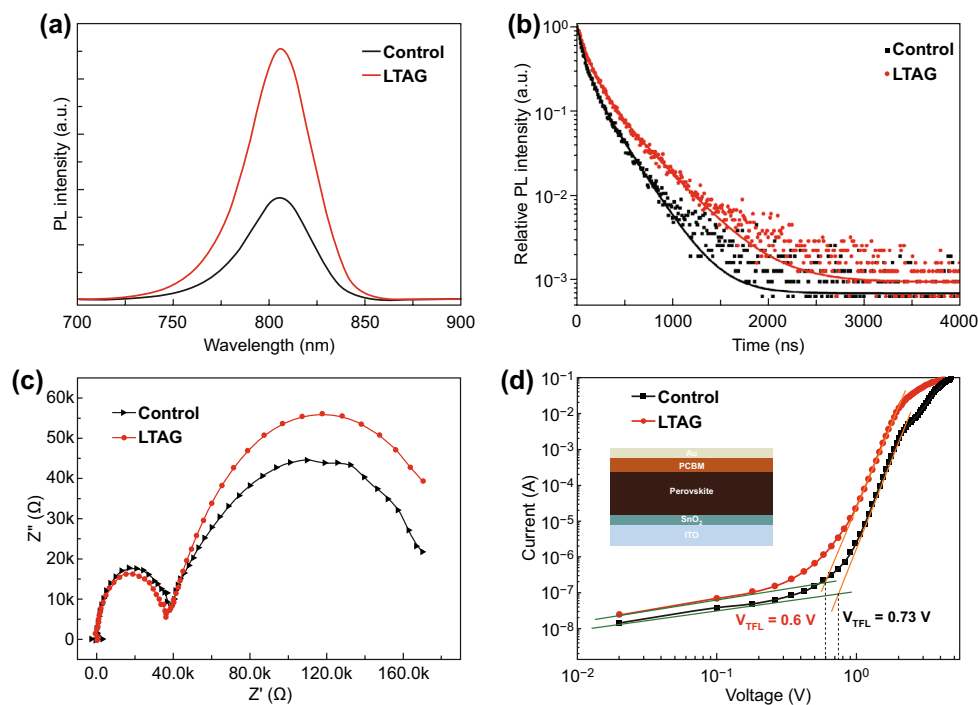 (a)
Control
LTAG
PL intensity (a.u.)
700 750 800 850 900
Wavelength (nm)
(b)
Control
LTAG
Relative PL intensity (a.u.)
10⁰
10⁻¹
10⁻²
10⁻³
0 1000 2000 3000 4000
Time (ns)
(c)
Control
LTAG
Z'' (Ω)
60k
50k
40k
30k
20k
10k
0
0.0 40.0k 80.0k 120.0k 160.0k
Z' (Ω)
(d)
Control
LTAG
Au
PCBM
Perovskite
SnO₂
ITO
V_TFL = 0.6 V
V_TFL = 0.73 V
Current (A)
10⁻¹
10⁻²
10⁻³
10⁻⁴
10⁻⁵
10⁻⁶
10⁻⁷
10⁻⁸
10⁻² 10⁻¹ 10⁰ 10¹
Voltage (V)